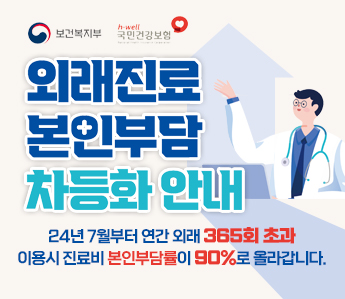 보건복지부
h-well
국민건강보험
외래진료
본인부담
차등화 안내
24년 7월부터 연간 외래 365회 초과
이용시 진료비 본인부담률이 90%로 올라갑니다.